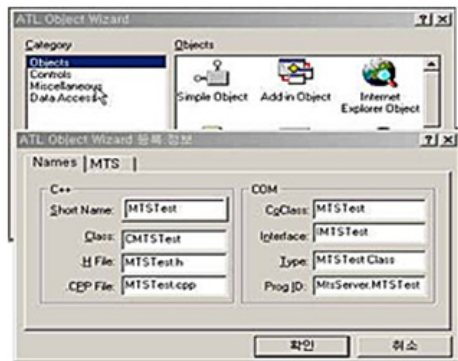 ATL Object Wizard
Category
Objects
Objects
Controls
Miscellaneous
Data Access
Simple Object
Add-in Object
Internet Explorer Object
ATL Object Wizard 등록 정보
Names
MTS
C++
Short Name: MTSTest
Class: CMTSTest
.H File: MTSTest.h
.CPP File: MTSTest.cpp
COM
CoClass: MTSTest
Interface: IMTSTest
Type: MTSTest Class
Prog ID: MtsServer.MTSTest
확인
취소